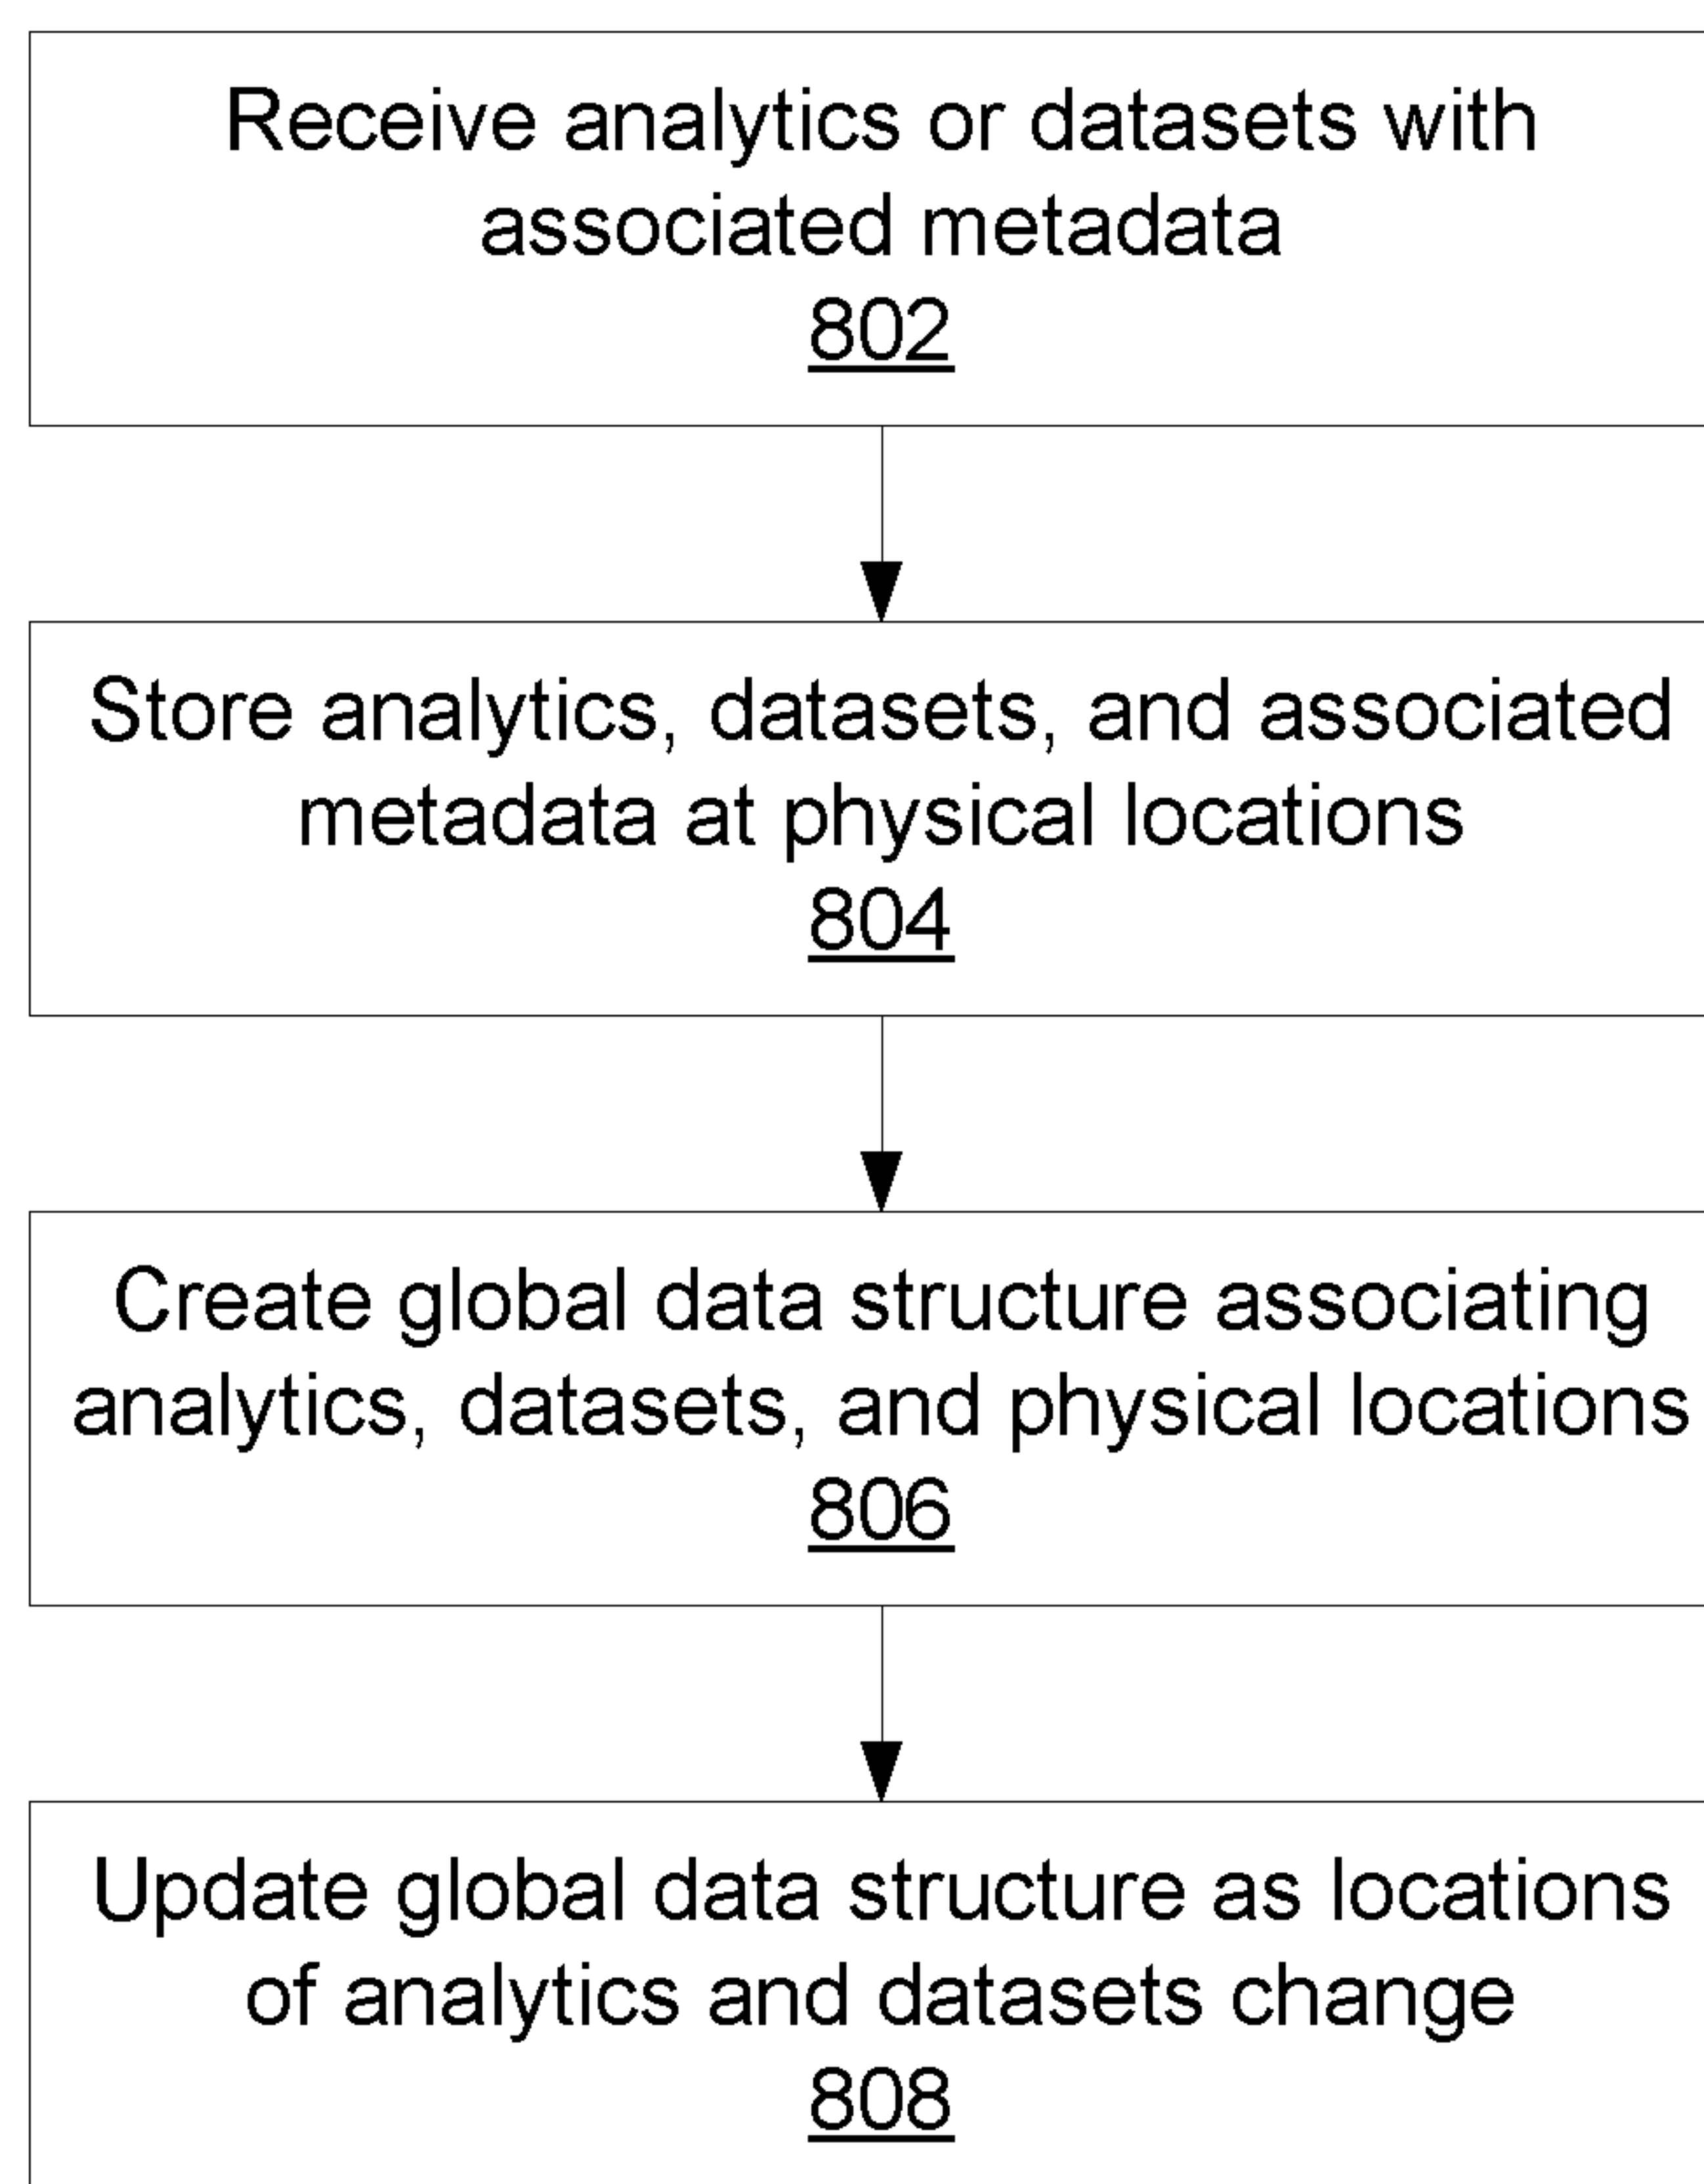 Receive analytics or datasets with
associated metadata
802
Store analytics, datasets, and associated
metadata at physical locations
804
Create global data structure associating
analytics, datasets, and physical locations
806
Update global data structure as locations
of analytics and datasets change
808